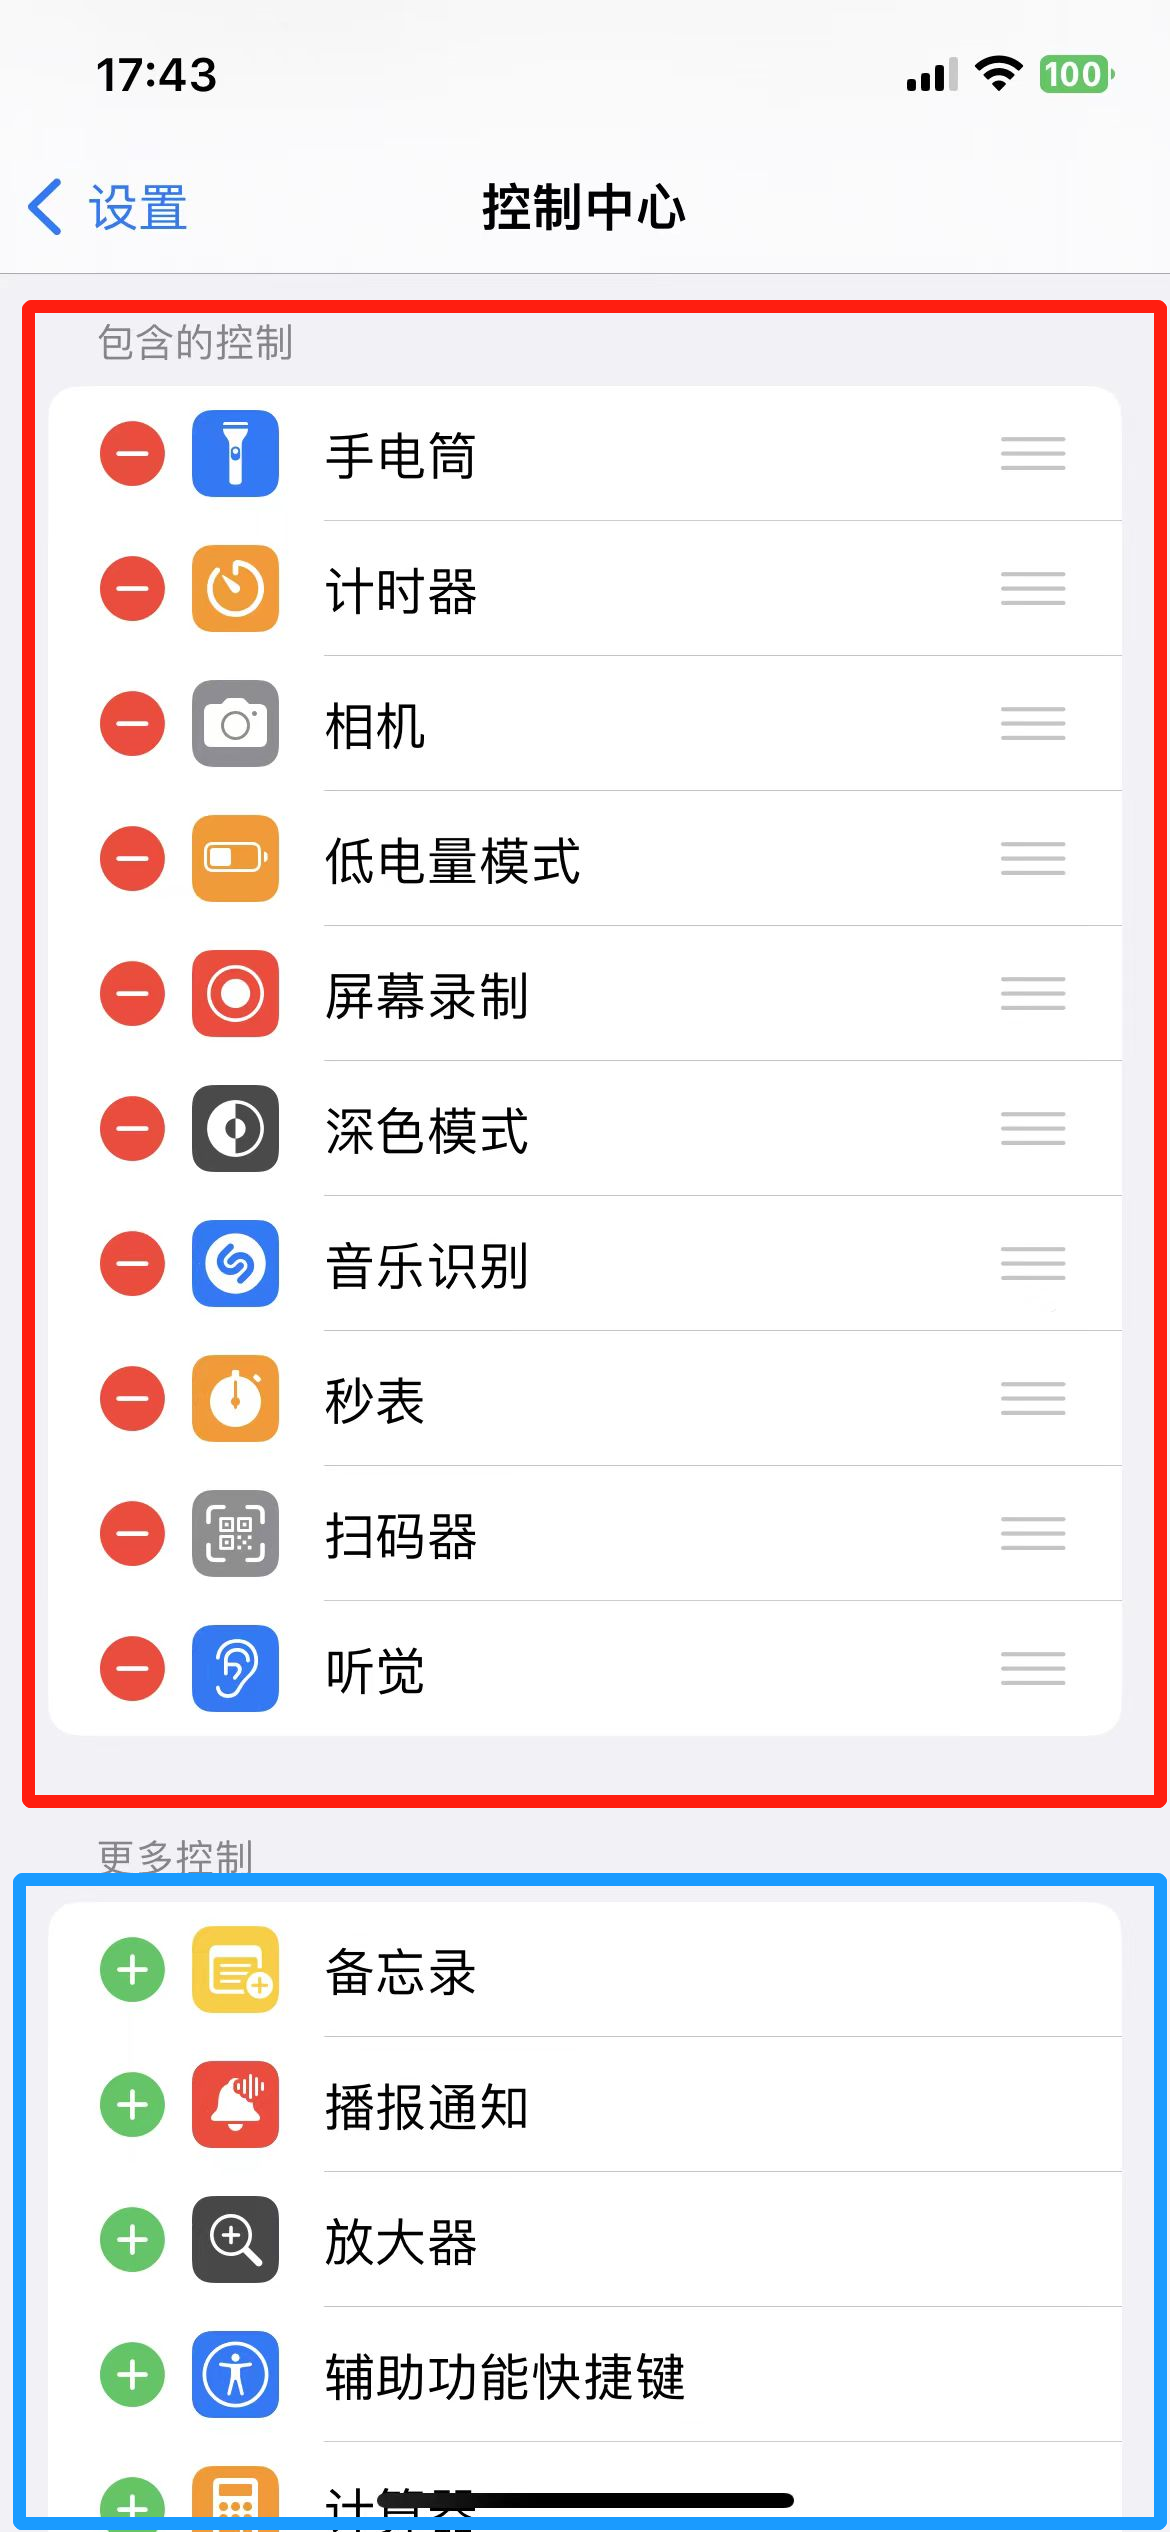 17:43
100
设置
控制中心
包含的控制
手电筒
计时器
相机
低电量模式
屏幕录制
深色模式
音乐识别
秒表
扫码器
听觉
更多控制
备忘录
播报通知
放大器
辅助功能快捷键
计算器